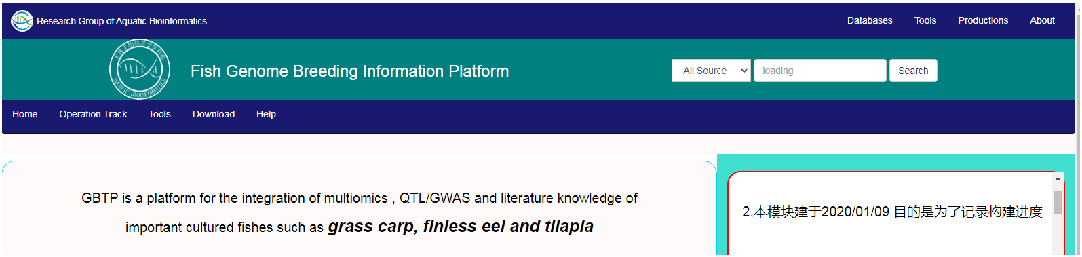 Research Group of Aquatic Bioinformatics
Databases Tools Productions About
Fish Genome Breeding Information Platform
All Source loading Search
Home Operation Track Tools Download Help
GBTP is a platform for the integration of multiomics , QTL/GWAS and literature knowledge of
important cultured fishes such as grass carp, finless eel and tilapia
2.本模块建于2020/01/09 目的是为了记录构建进度